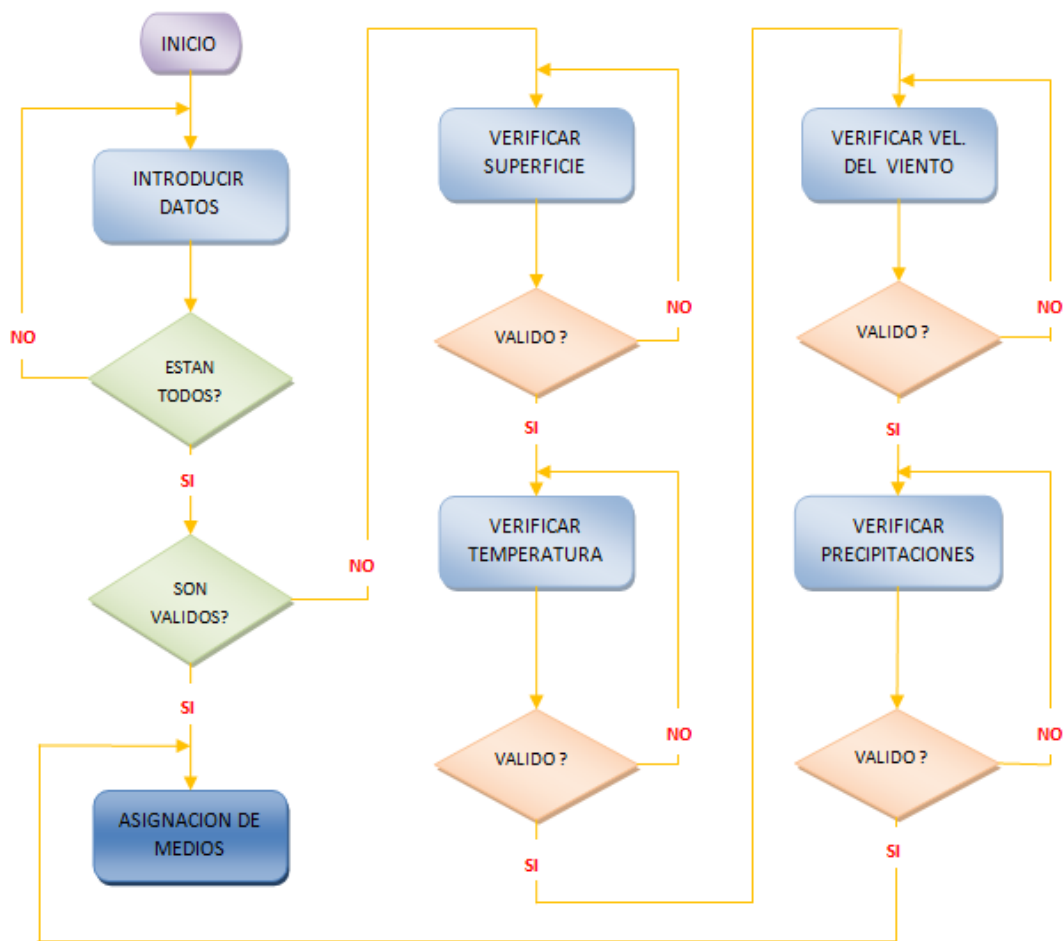 INICIO
INTRODUCIR
DATOS
NO
ESTAN
TODOS?
SI
SON
VALIDOS?
NO
SI
ASIGNACION DE
MEDIOS
VERIFICAR
SUPERFICIE
NO
VALIDO ?
SI
VERIFICAR
TEMPERATURA
NO
VALIDO ?
SI
VERIFICAR VEL.
DEL VIENTO
NO
VALIDO ?
SI
VERIFICAR
PRECIPITACIONES
NO
VALIDO ?
SI